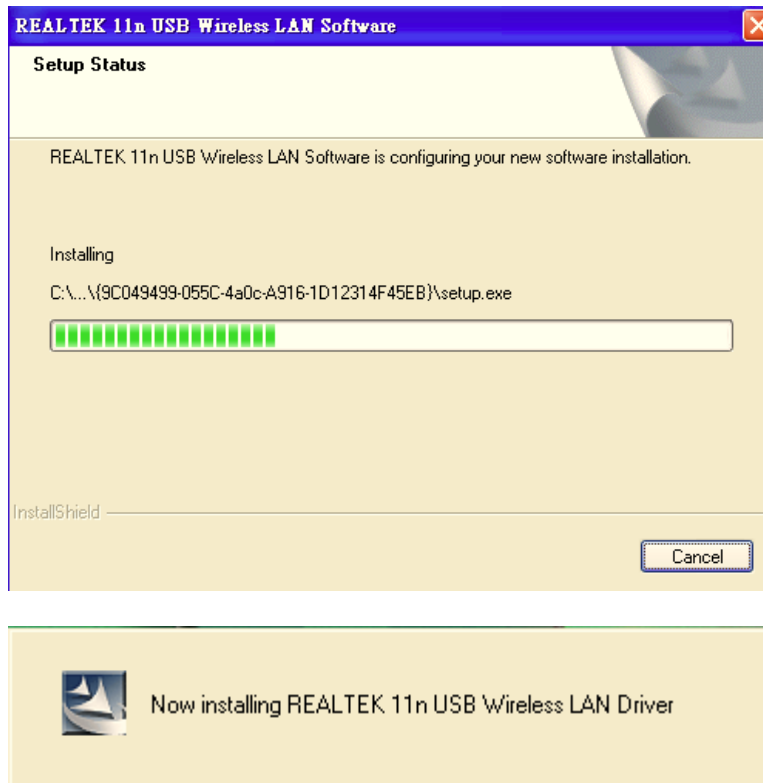 REALTEK 11n USB Wireless LAN Software
Setup Status
REALTEK 11n USB Wireless LAN Software is configuring your new software installation.
Installing
C:\...\{9C049499-055C-4a0c-A916-1D12314F45EB}\setup.exe
InstallShield
Cancel
Now installing REALTEK 11n USB Wireless LAN Driver